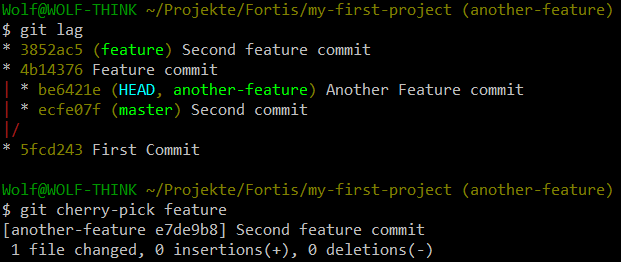 Wolf@WOLF-THINK ~/Projekte/Fortis/my-first-project (another-feature)
$ git lag
* 3852ac5 (feature) Second feature commit
* 4b14376 Feature commit
| * be6421e (HEAD, another-feature) Another Feature commit
| * ecfe07f (master) Second commit
|/
* 5fcd243 First Commit
Wolf@WOLF-THINK ~/Projekte/Fortis/my-first-project (another-feature)
$ git cherry-pick feature
[another-feature e7de9b8] Second feature commit
 1 file changed, 0 insertions(+), 0 deletions(-)